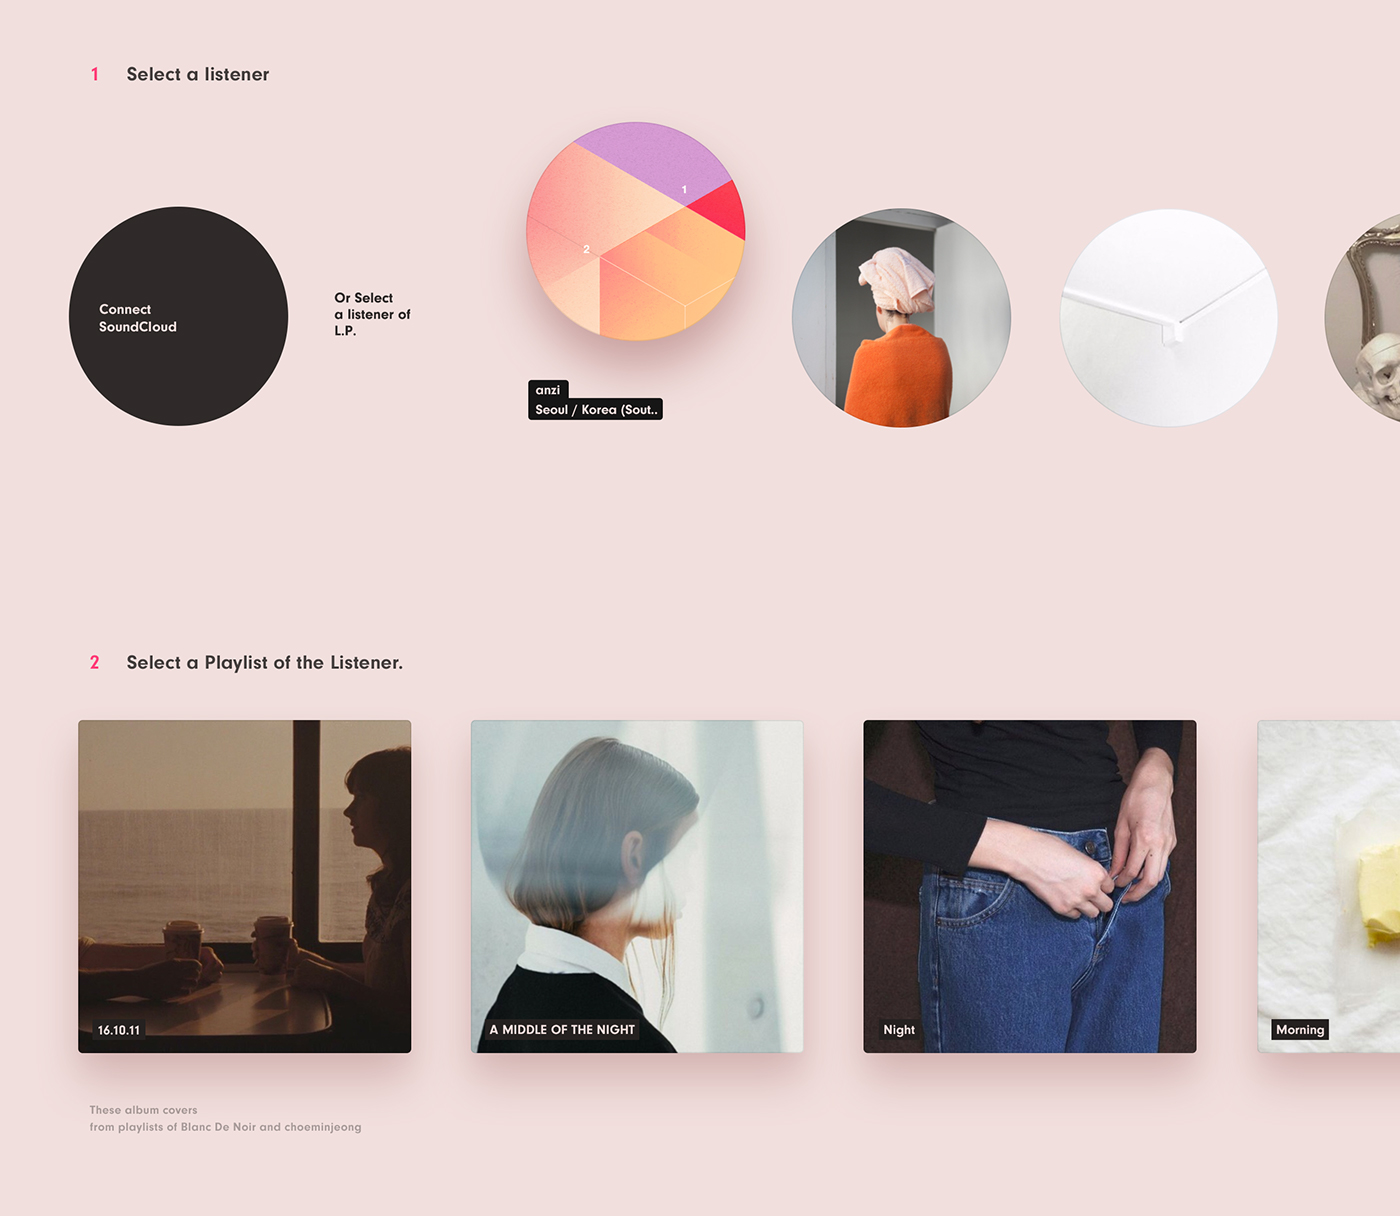 1 Select a listener
1
2
Connect
SoundCloud
Or Select
a listener of
L.P.
anzi
Seoul / Korea (Sout..
2 Select a Playlist of the Listener.
16.10.11
A MIDDLE OF THE NIGHT
Night
Morning
These album covers
from playlists of Blanc De Noir and choeminjeong